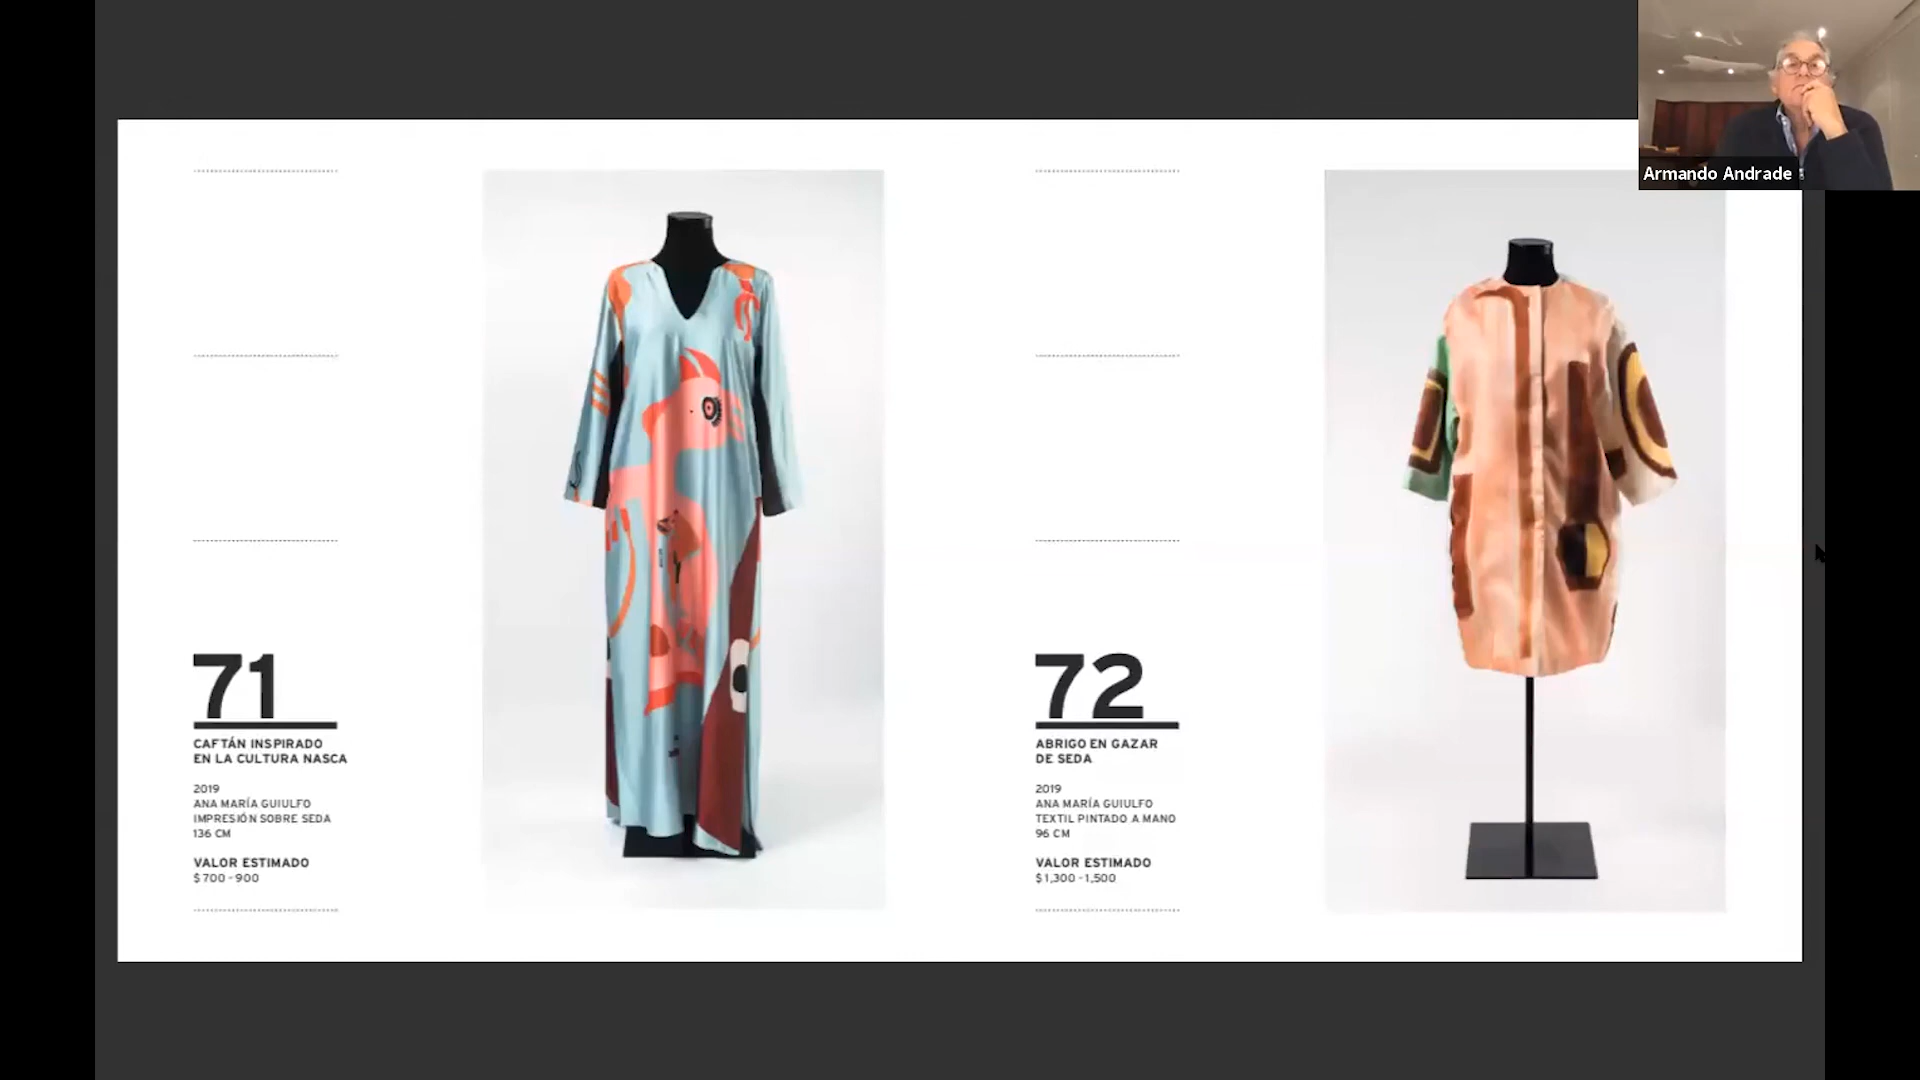 Armando Andrade
71
CAFTÁN INSPIRADO
EN LA CULTURA NASCA
2019
ANA MARÍA GUIULFO
IMPRESIÓN SOBRE SEDA
136 CM
VALOR ESTIMADO
$ 700 - 900
72
ABRIGO EN GAZAR
DE SEDA
2019
ANA MARÍA GUIULFO
TEXTIL PINTADO A MANO
96 CM
VALOR ESTIMADO
$ 1,300 - 1,500